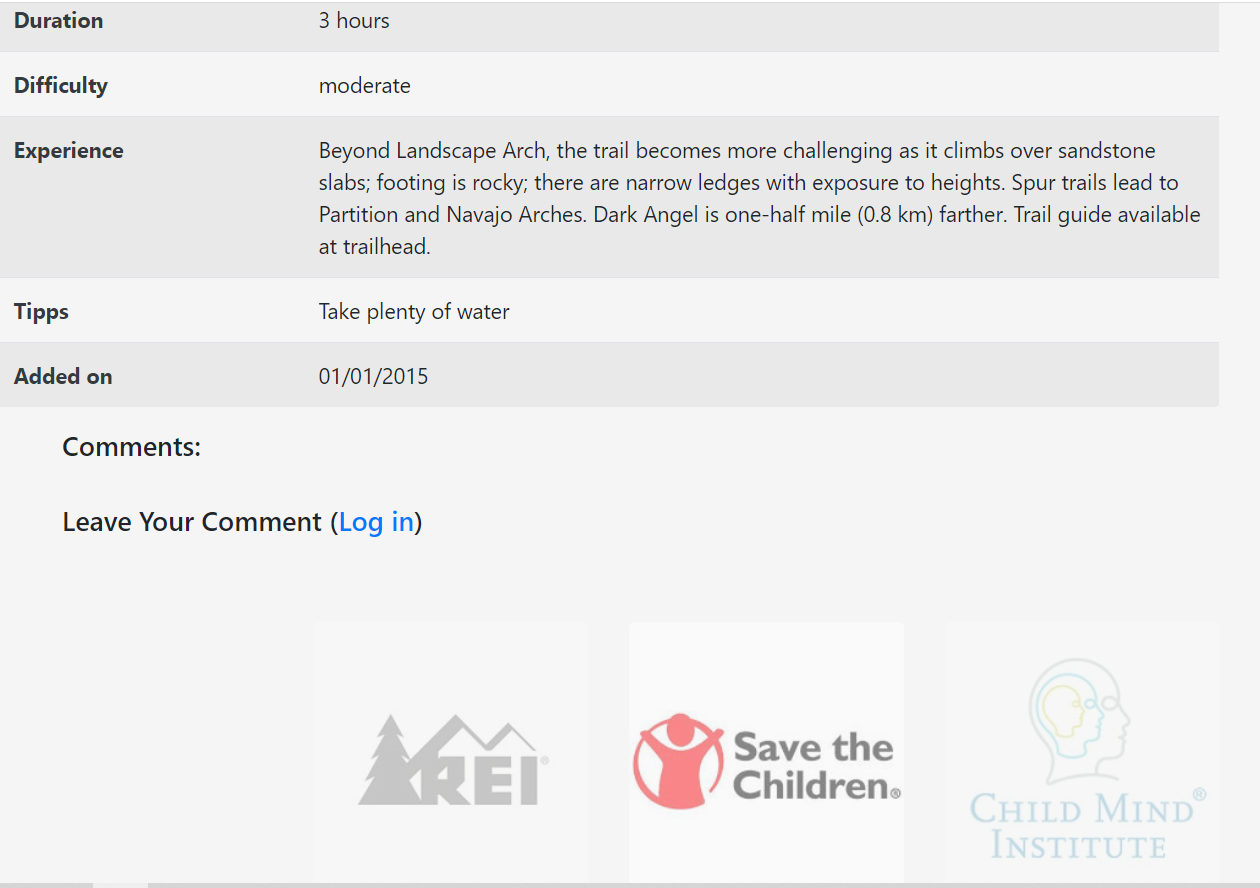 Duration 3 hours
Difficulty moderate
Experience Beyond Landscape Arch, the trail becomes more challenging as it climbs over sandstone
slabs; footing is rocky; there are narrow ledges with exposure to heights. Spur trails lead to
Partition and Navajo Arches. Dark Angel is one-half mile (0.8 km) farther. Trail guide available
at trailhead.
Tipps Take plenty of water
Added on 01/01/2015
Comments:
Leave Your Comment (Log in)
REI®
Save the
Children®
CHILD MIND®
INSTITUTE